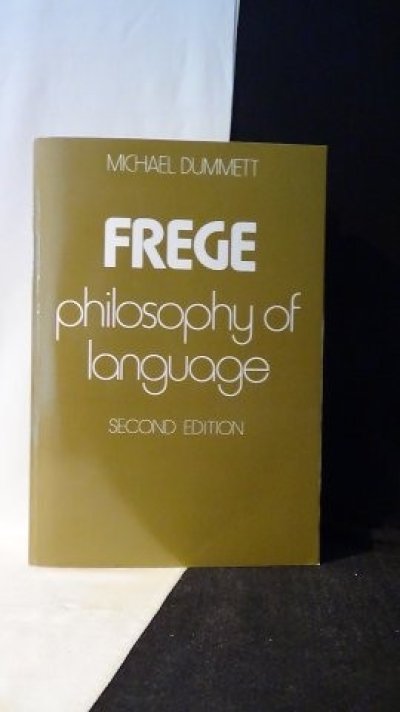 MICHAEL DUMMETT
FREGE
philosophy of
language
SECOND EDITION